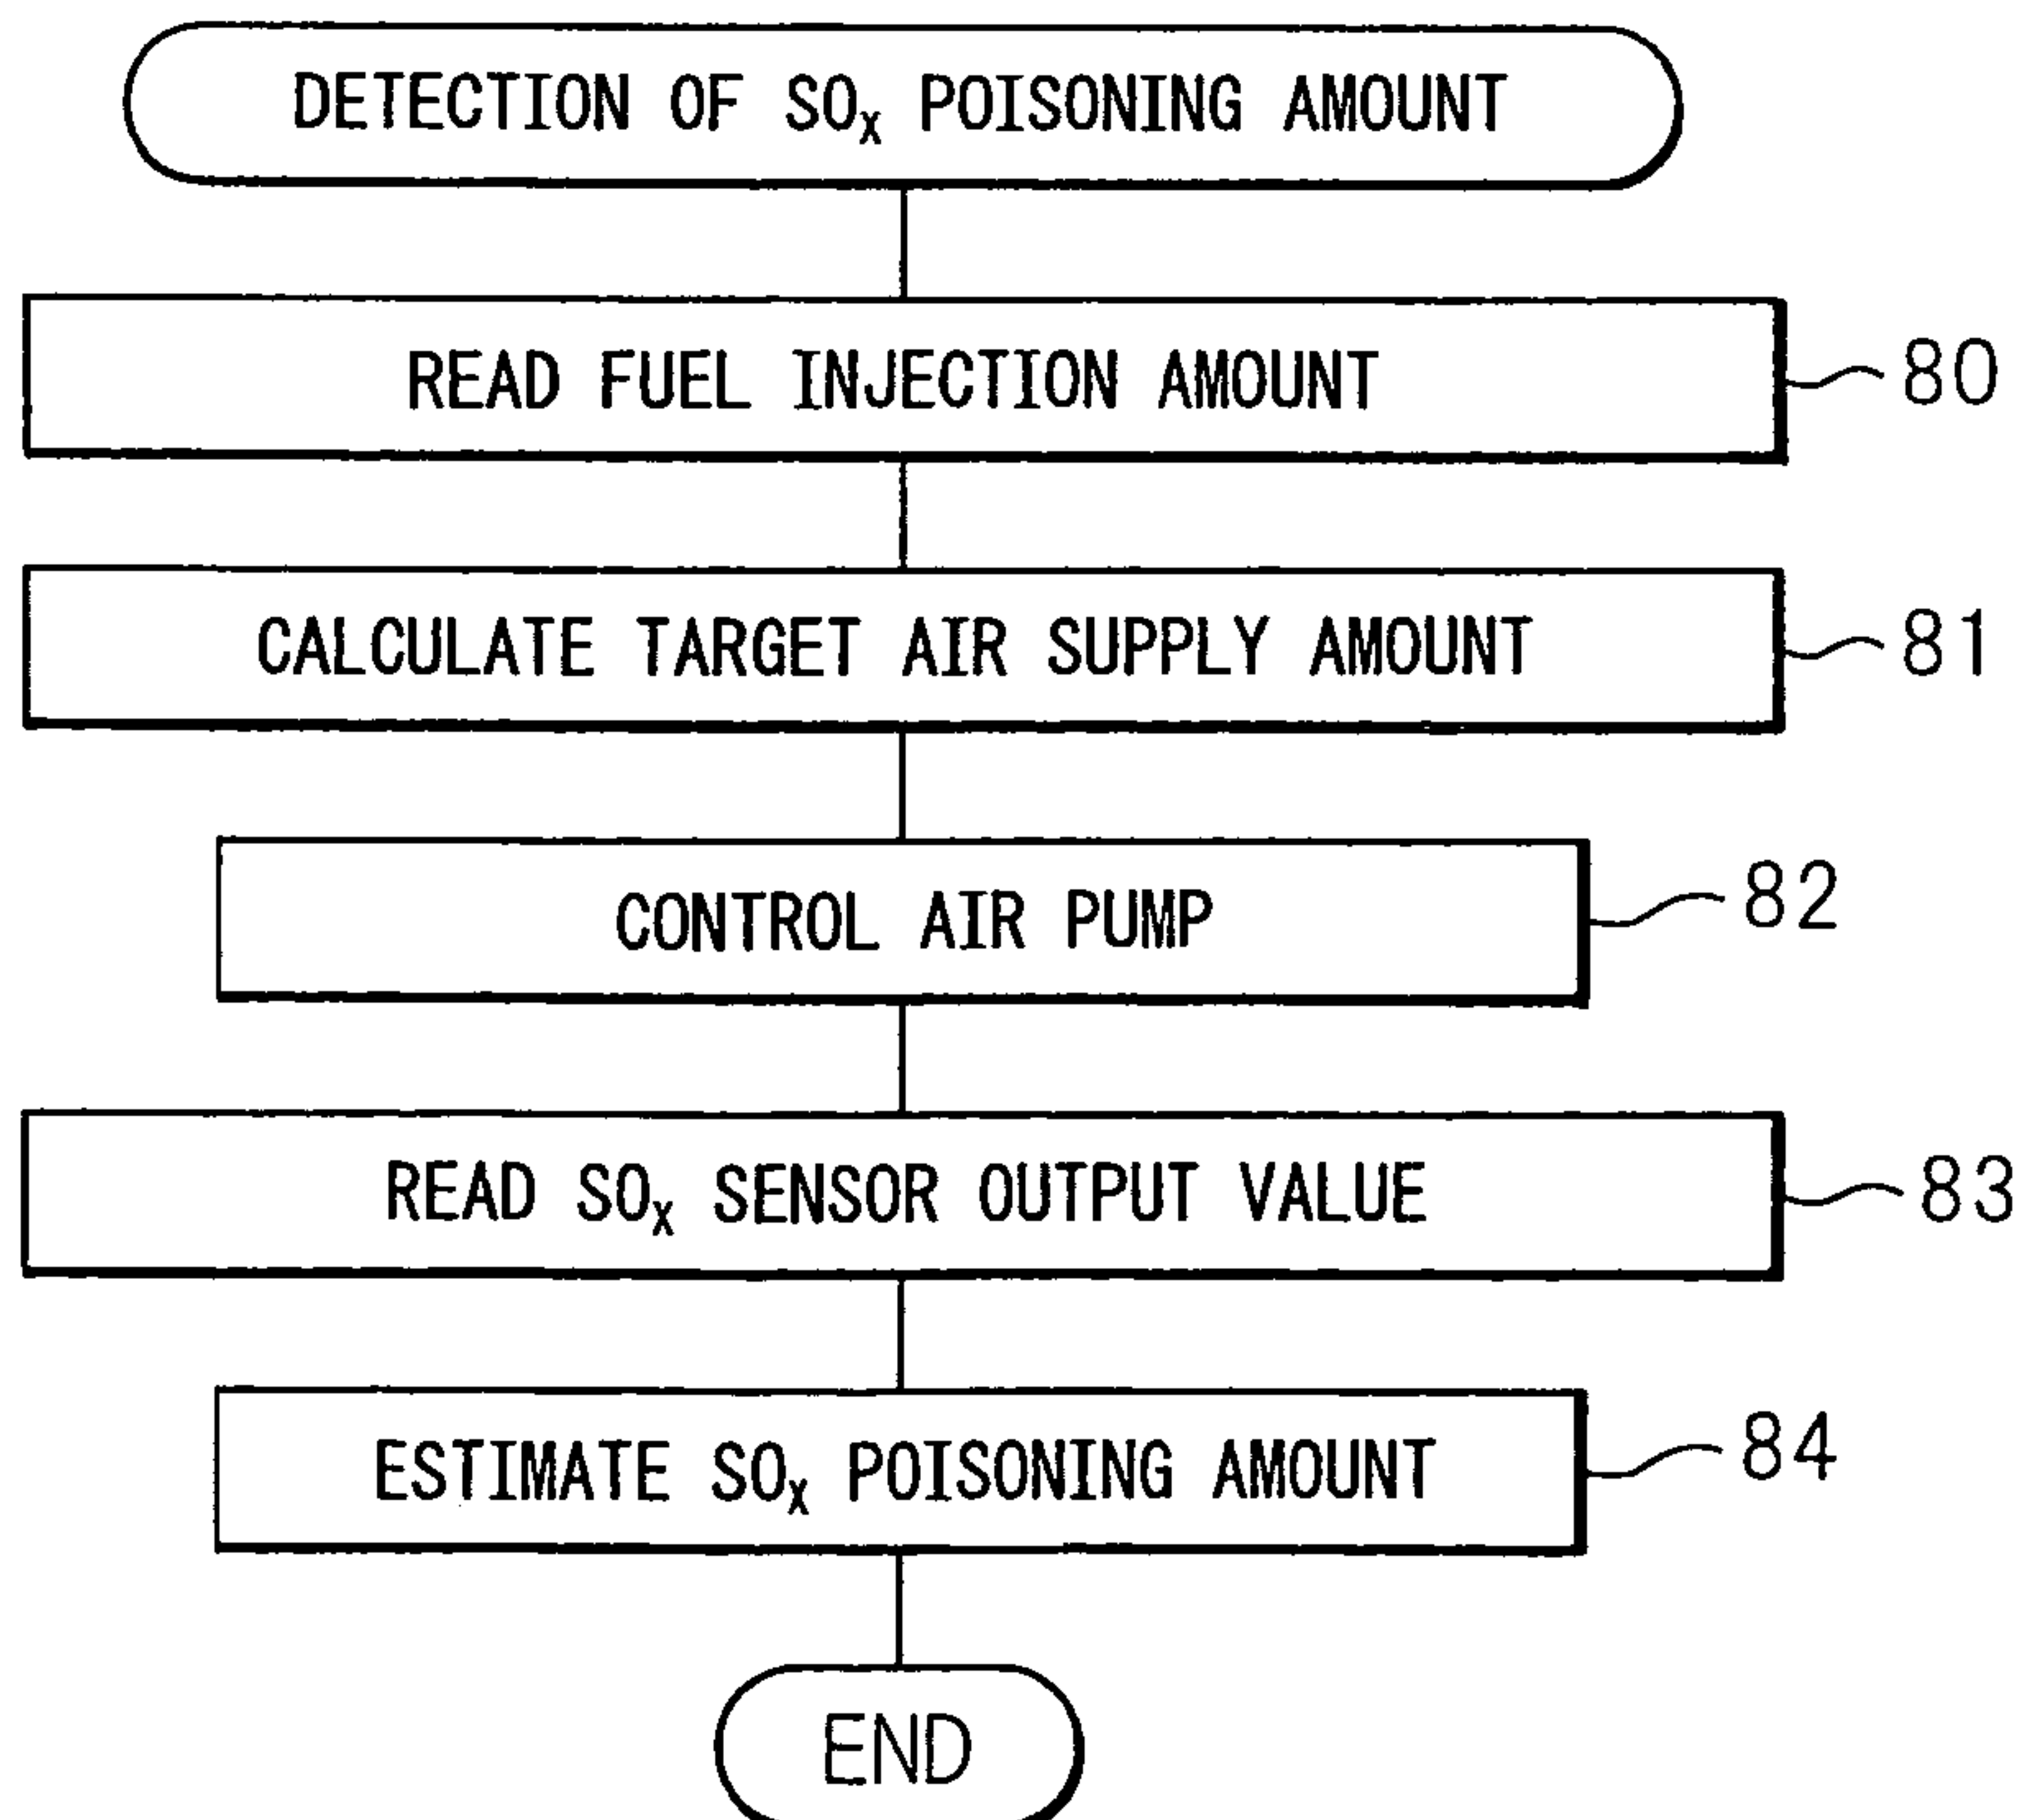 DETECTION OF SOₓ POISONING AMOUNT
READ FUEL INJECTION AMOUNT
80
CALCULATE TARGET AIR SUPPLY AMOUNT
81
CONTROL AIR PUMP
82
READ SOₓ SENSOR OUTPUT VALUE
83
ESTIMATE SOₓ POISONING AMOUNT
84
END